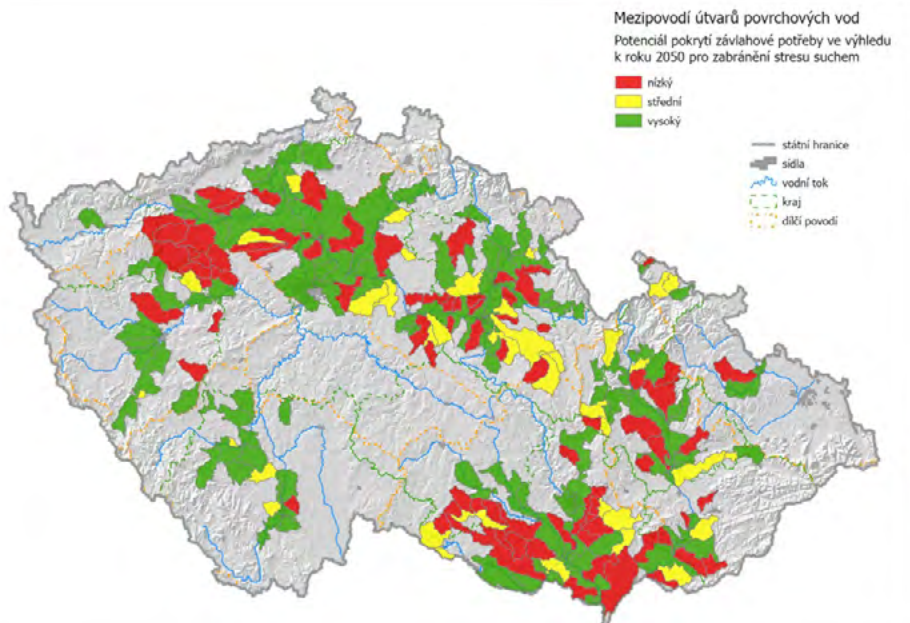 Mezipovodí útvarů povrchových vod
Potenciál pokrytí závlahové potřeby ve výhledu
k roku 2050 pro zabránění stresu suchem
nízký
střední
vysoký
státní hranice
sídla
vodní tok
kraj
dílčí povodí